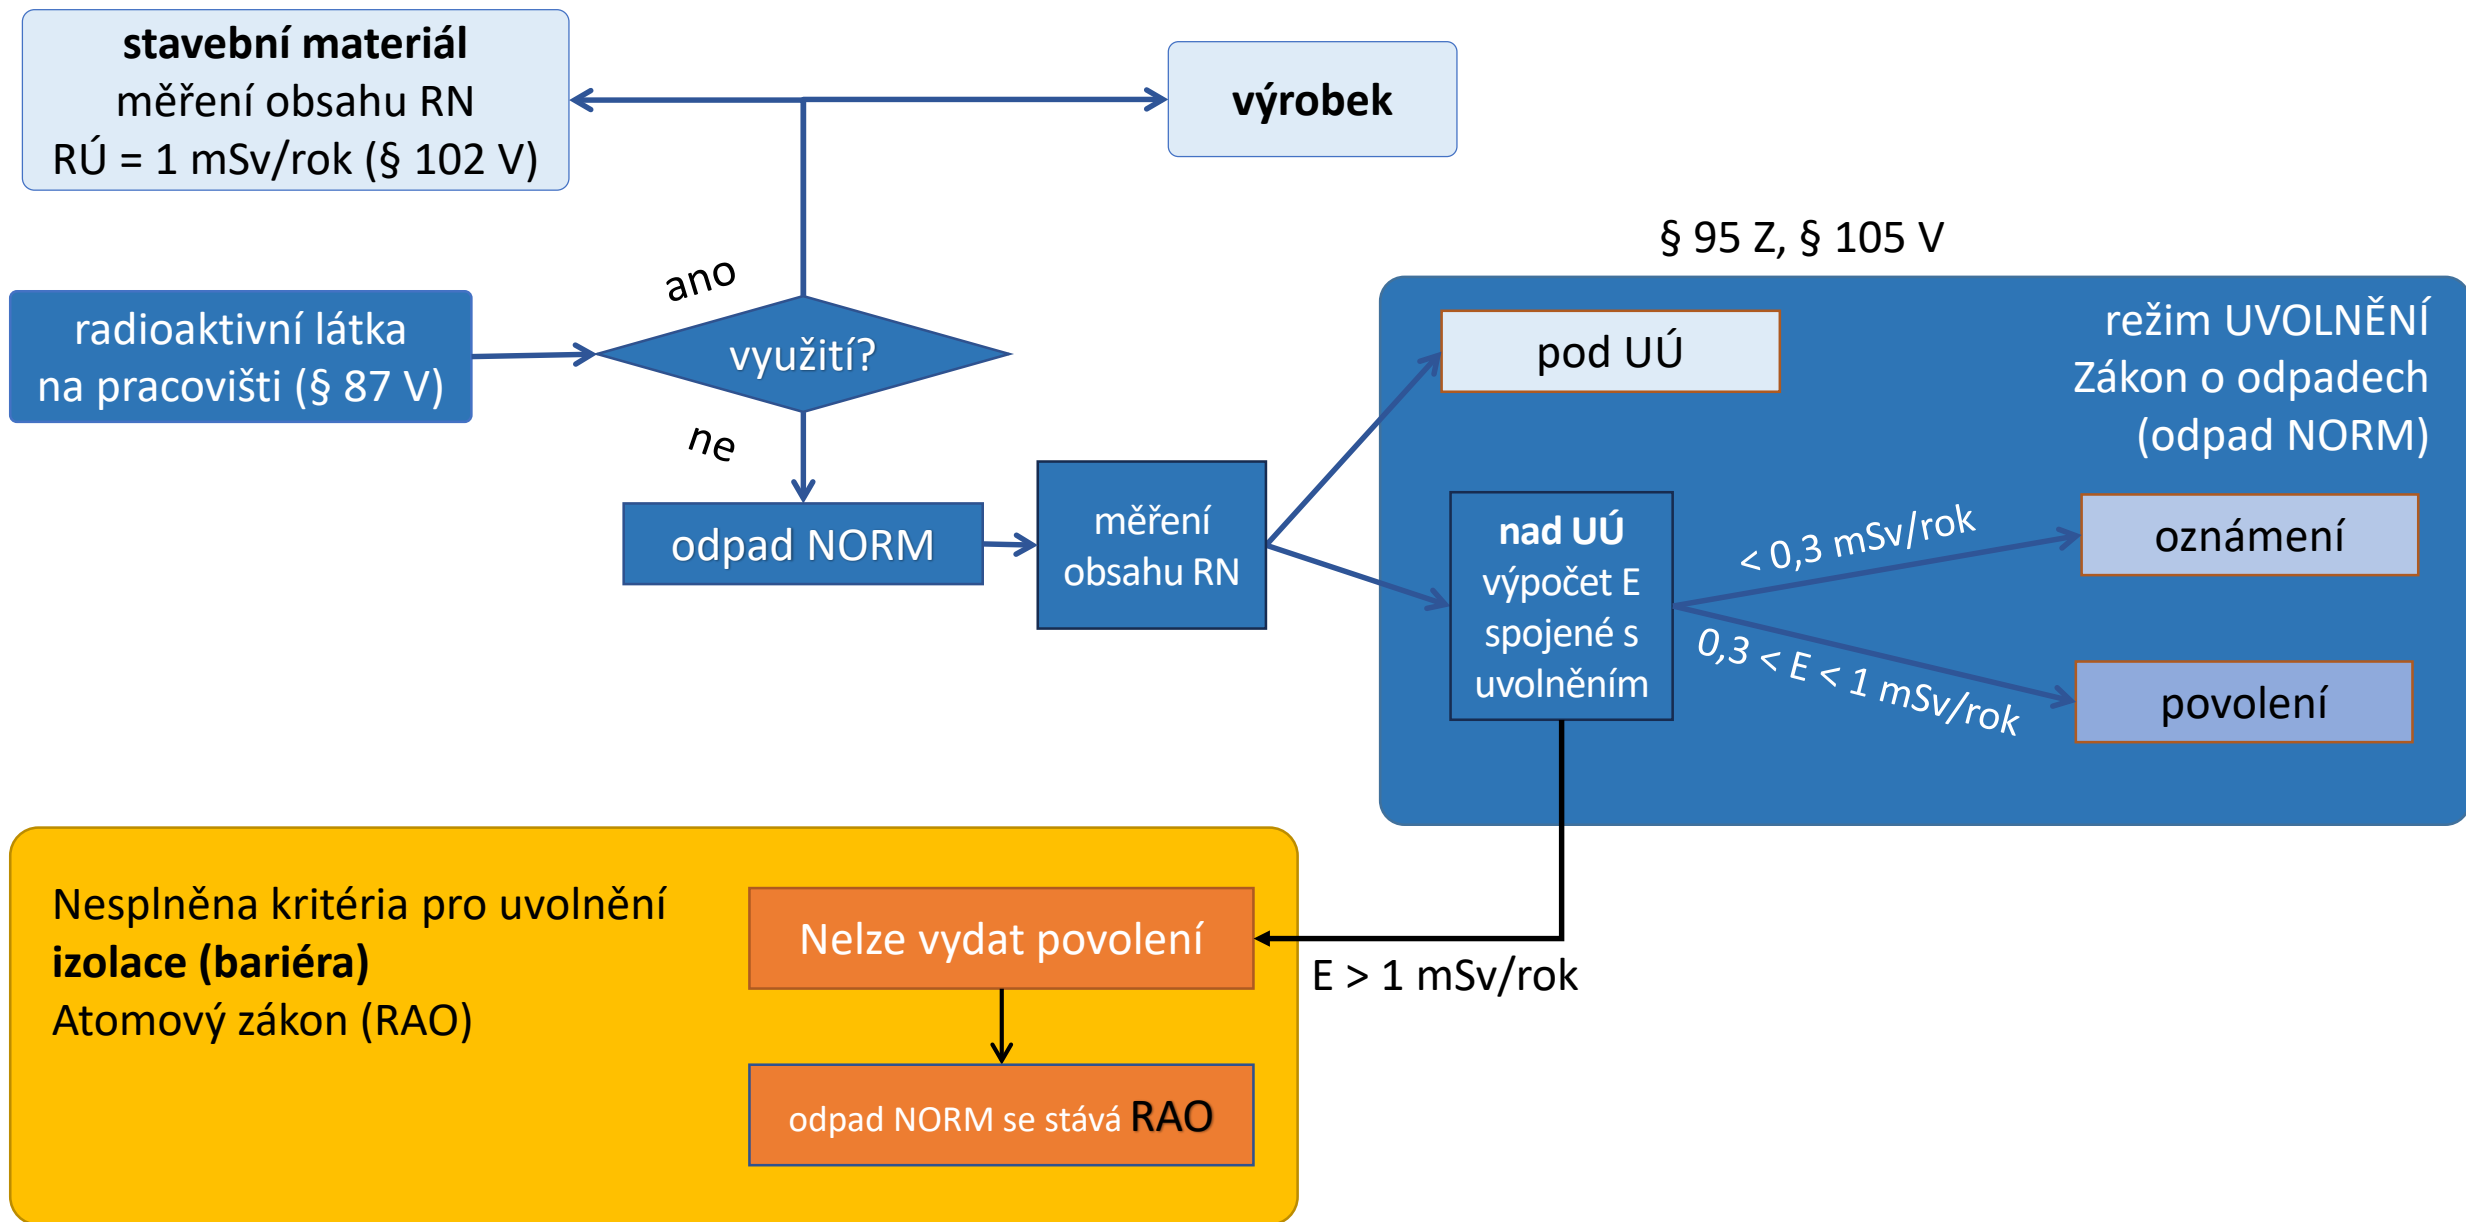 stavební materiál
měření obsahu RN
RÚ = 1 mSv/rok (§ 102 V)
výrobek
§ 95 Z, § 105 V
ano
radioaktivní látka
na pracovišti (§ 87 V)
využití?
ne
odpad NORM
měření
obsahu RN
pod UÚ
režim UVOLNĚNÍ
Zákon o odpadech
(odpad NORM)
nad UÚ
výpočet E
spojené s
uvolněním
< 0,3 mSv/rok
oznámení
0,3 < E < 1 mSv/rok
povolení
Nesplněna kritéria pro uvolnění
izolace (bariéra)
Atomový zákon (RAO)
Nelze vydat povolení
E > 1 mSv/rok
odpad NORM se stává RAO